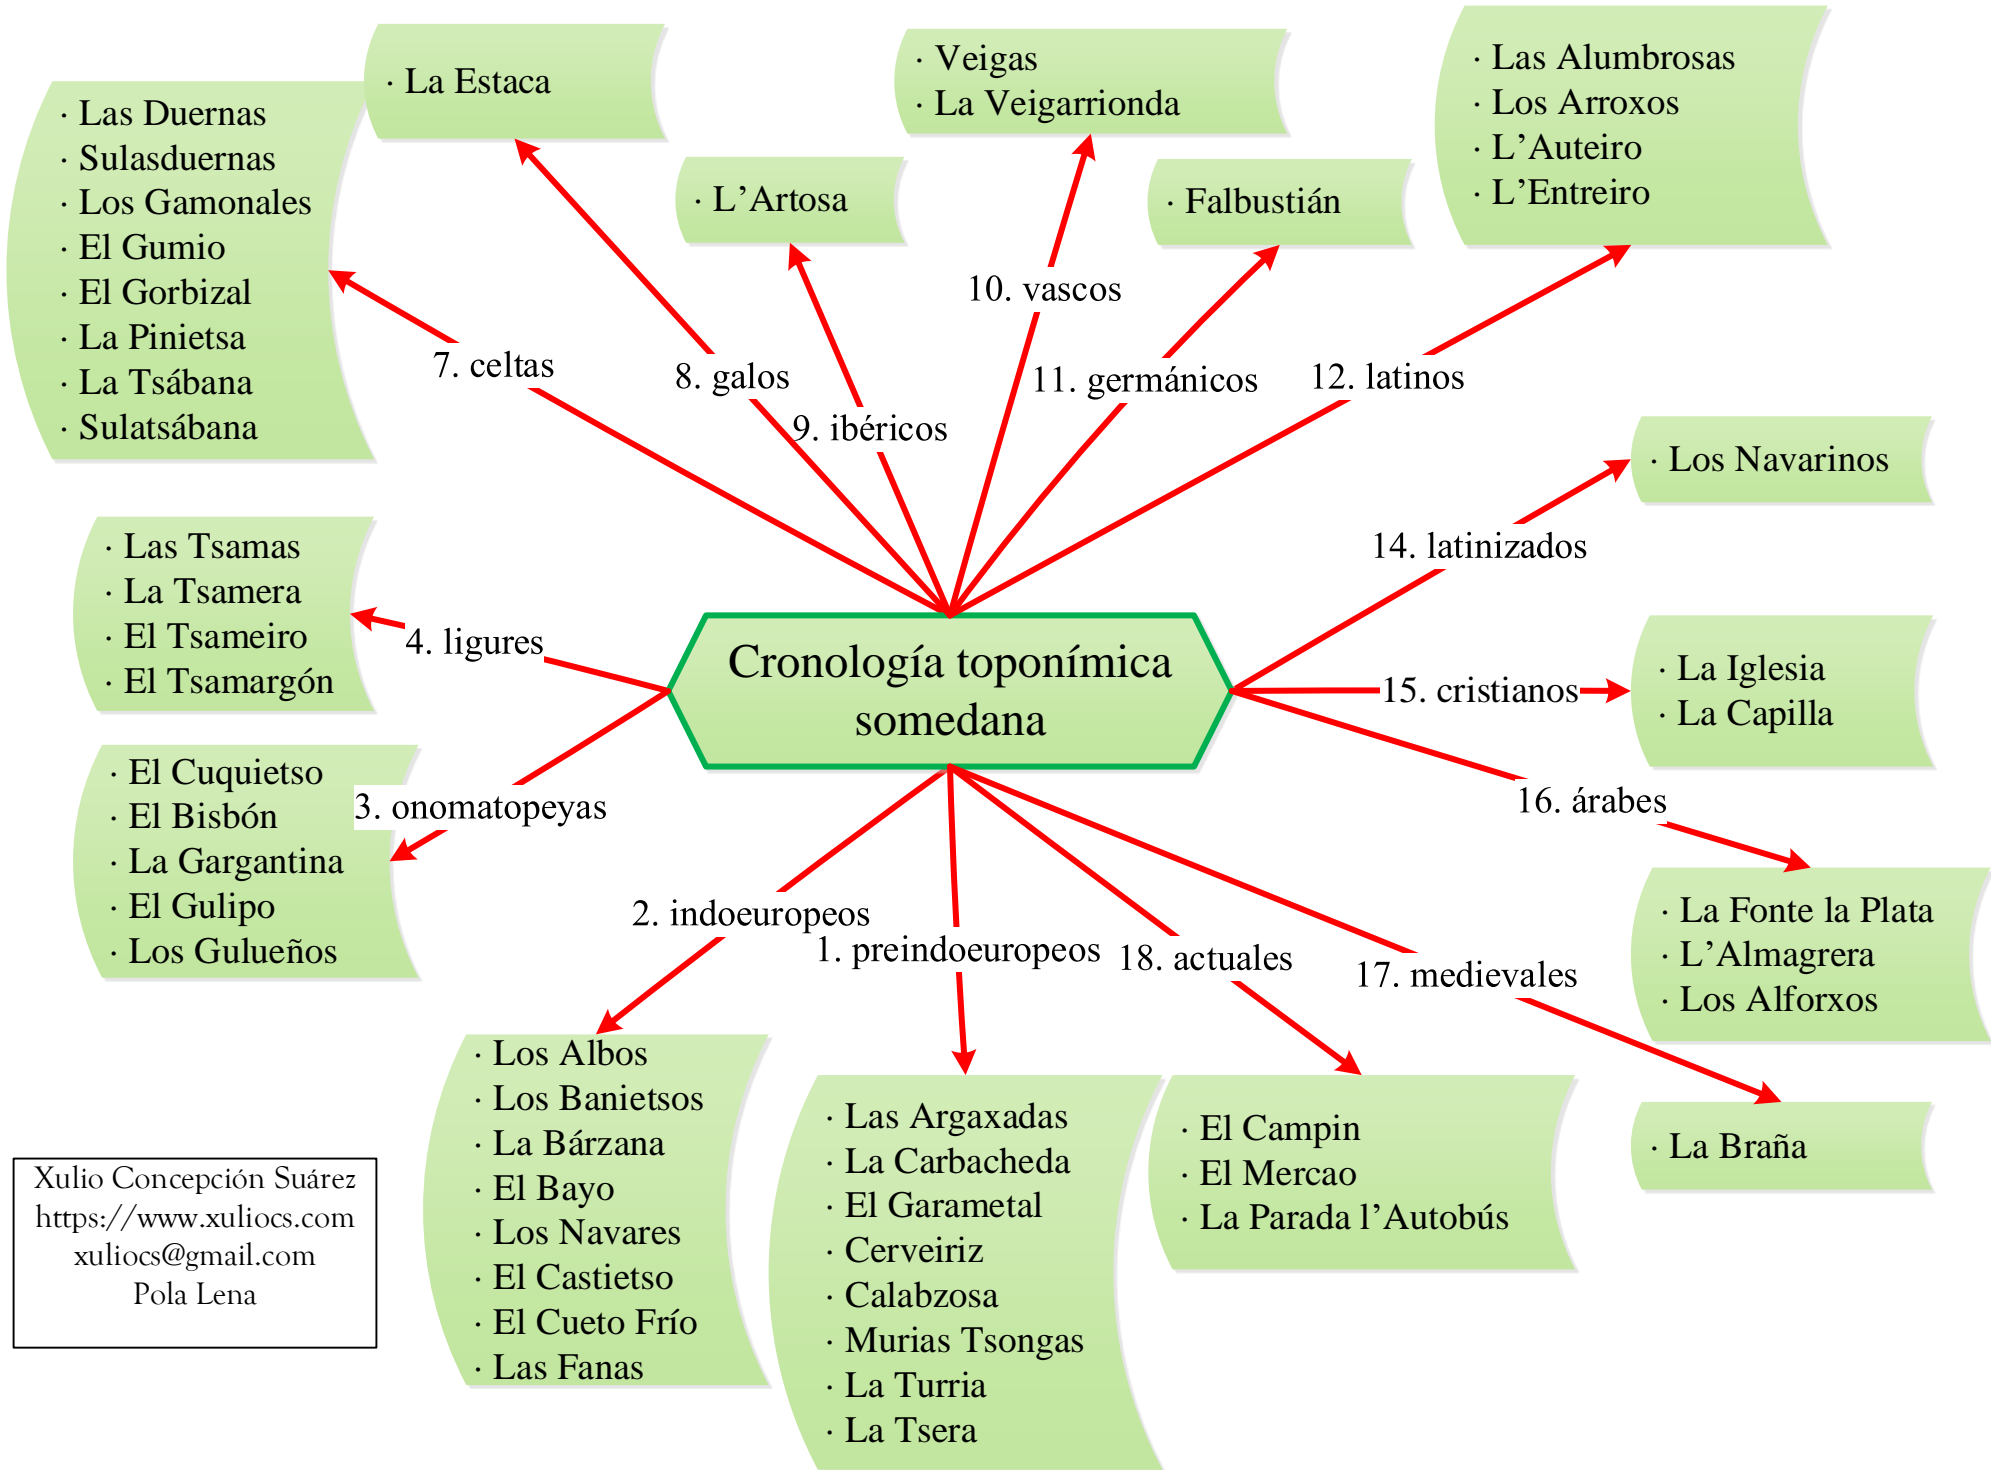 · La Estaca
· Veigas
· La Veigarrionda
· Las Alumbrosas
· Los Arroxos
· L’Auteiro
· L’Entreiro
· Las Duernas
· Sulasduernas
· Los Gamonales
· El Gumio
· El Gorbizal
· La Pinietsa
· La Tsábana
· Sulatsábana
· L’Artosa
· Falbustián
7. celtas
8. galos
9. ibéricos
10. vascos
11. germánicos
12. latinos
· Los Navarinos
14. latinizados
· Las Tsamas
· La Tsamera
· El Tsameiro
· El Tsamargón
4. ligures
Cronología toponímica
somedana
15. cristianos
· La Iglesia
· La Capilla
· El Cuquietso
· El Bisbón
· La Gargantina
· El Gulipo
· Los Gulueños
3. onomatopeyas
16. árabes
· La Fonte la Plata
· L’Almagrera
· Los Alforxos
2. indoeuropeos
1. preindoeuropeos
18. actuales
17. medievales
· Los Albos
· Los Banietsos
· La Bárzana
· El Bayo
· Los Navares
· El Castietso
· El Cueto Frío
· Las Fanas
· Las Argaxadas
· La Carbacheda
· El Garametal
· Cerveiriz
· Calabzosa
· Murias Tsongas
· La Turria
· La Tsera
· El Campin
· El Mercao
· La Parada l’Autobús
· La Braña
Xulio Concepción Suárez
https://www.xuliocs.com
xuliocs@gmail.com
Pola Lena